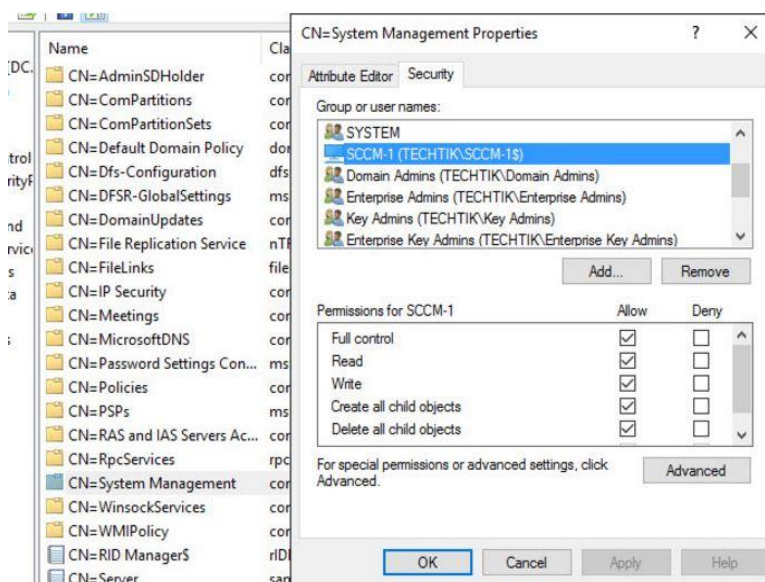 Name
Cla
(DC.
CN=AdminSDHolder
cor
CN=ComPartitions
cor
CN=ComPartitionSets
cor
CN=Default Domain Policy
dor
trol
CN=Dfs-Configuration
dfs
rityP
CN=DFSR-GlobalSettings
ms
CN=DomainUpdates
cor
nd
CN=File Replication Service
nTF
rvice
CN=FileLinks
file
s
CN=IP Security
cor
ta
CN=Meetings
cor
CN=MicrosoftDNS
cor
s
CN=Password Settings Con...
ms
CN=Policies
cor
CN=PSPs
ms
CN=RAS and IAS Servers Ac...
cor
CN=RpcServices
rpc
CN=System Management
cor
CN=WinsockServices
cor
CN=WMIPolicy
cor
CN=RID Manager$
rIDI
CN=Server
sam
CN=System Management Properties
? X
Attribute Editor Security
Group or user names:
SYSTEM
SCCM-1 (TECHTIK\SCCM-1$)
Domain Admins (TECHTIK\Domain Admins)
Enterprise Admins (TECHTIK\Enterprise Admins)
Key Admins (TECHTIK\Key Admins)
Enterprise Key Admins (TECHTIK\Enterprise Key Admins)
Add... Remove
Permissions for SCCM-1 Allow Deny
Full control
Read
Write
Create all child objects
Delete all child objects
For special permissions or advanced settings, click
Advanced.
Advanced
OK Cancel Apply Help